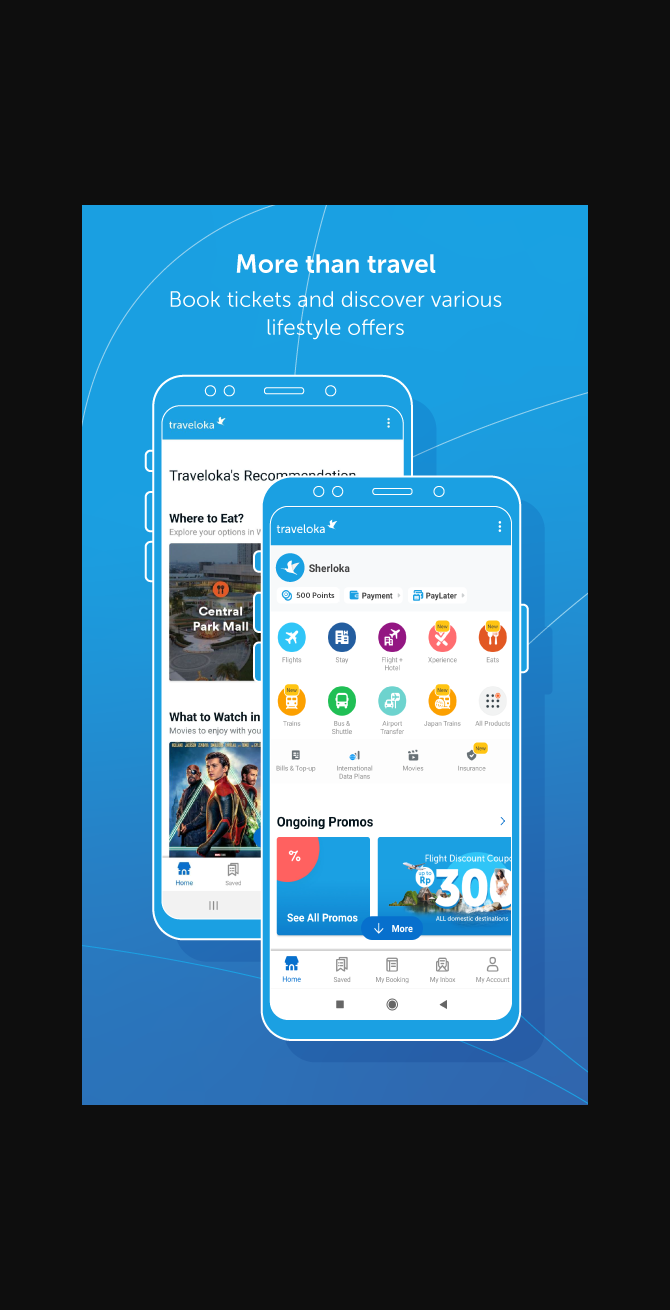 More than travel
Book tickets and discover various
lifestyle offers
traveloka
Traveloka's Recommendation
Where to Eat?
Explore your options in
Central
Park Mall
What to Watch in
Movies to enjoy with you
Home
Saved
traveloka
Sherloka
500 Points
Payment
PayLater
New
New
Flights
Stay
Flight +
Hotel
Xperience
Eats
New
New
Trains
Bus &
Shuttle
Airport
Transfer
Japan Trains
All Products
New
Bills & Top-up
International
Data Plans
Movies
Insurance
Ongoing Promos
%
See All Promos
Flight Discount Coupo
up to
Rp
300
ALL domestic destinations
More
Home
Saved
My Booking
My Inbox
My Account